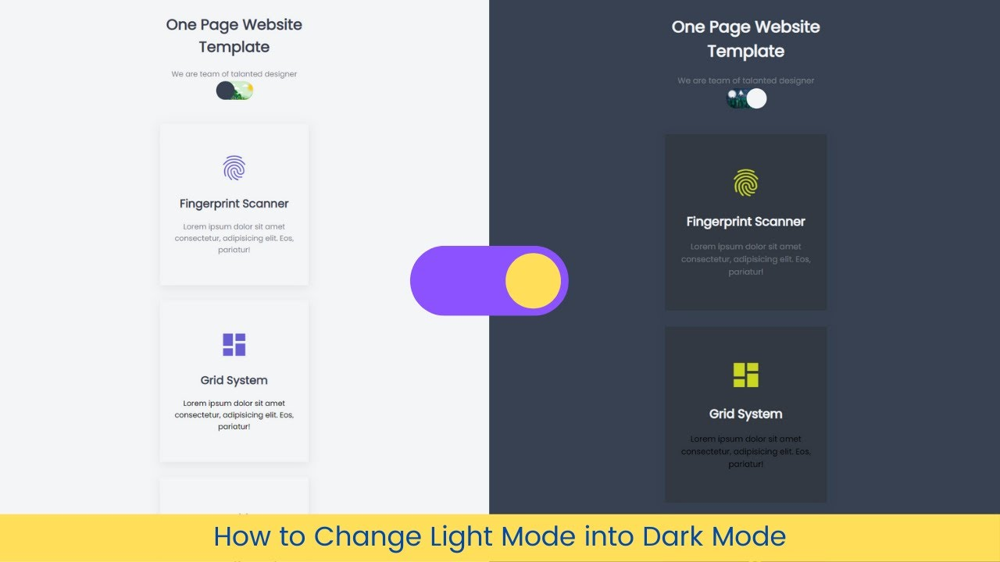 One Page Website
Template
We are team of talanted designer
Fingerprint Scanner
Lorem ipsum dolor sit amet
consectetur, adipisicing elit. Eos,
pariatur!
Grid System
Lorem ipsum dolor sit amet
consectetur, adipisicing elit. Eos,
pariatur!
One Page Website
Template
We are team of talanted designer
Fingerprint Scanner
Lorem ipsum dolor sit amet
consectetur, adipisicing elit. Eos,
pariatur!
Grid System
Lorem ipsum dolor sit amet
consectetur, adipisicing elit. Eos,
pariatur!
How to Change Light Mode into Dark Mode